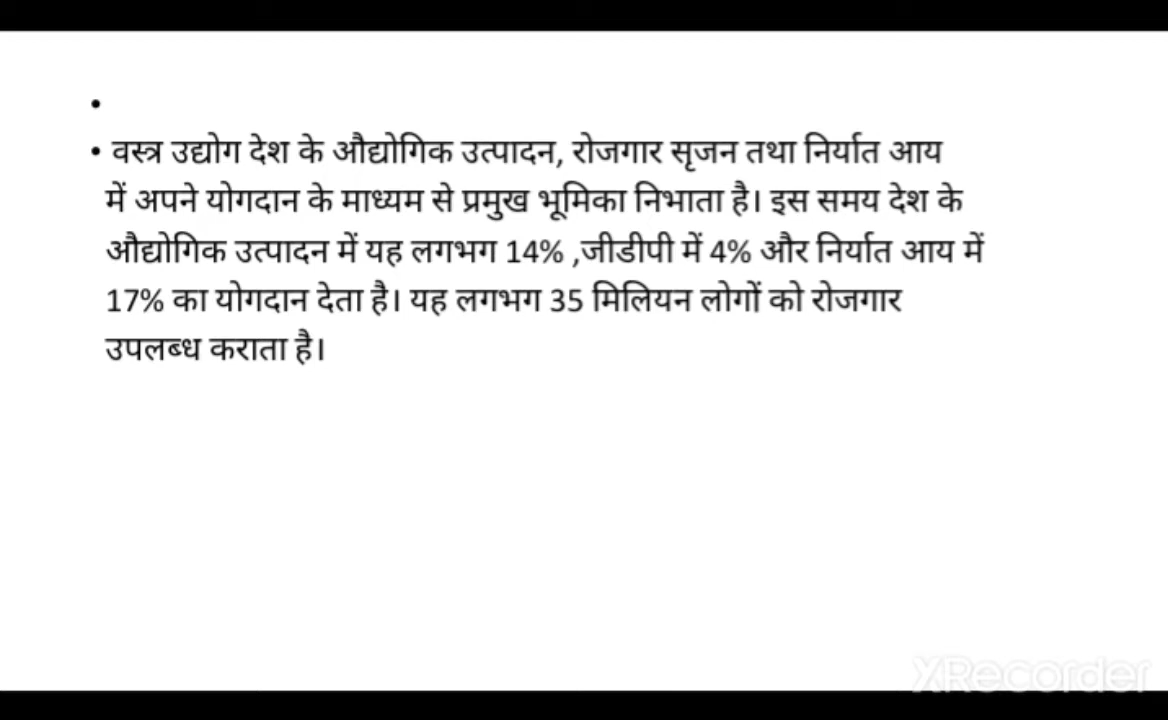 •
• वस्त्र उद्योग देश के औद्योगिक उत्पादन, रोजगार सृजन तथा निर्यात आय
में अपने योगदान के माध्यम से प्रमुख भूमिका निभाता है। इस समय देश के
औद्योगिक उत्पादन में यह लगभग 14% ,जीडीपी में 4% और निर्यात आय में
17% का योगदान देता है। यह लगभग 35 मिलियन लोगों को रोजगार
उपलब्ध कराता है।
XRecorder